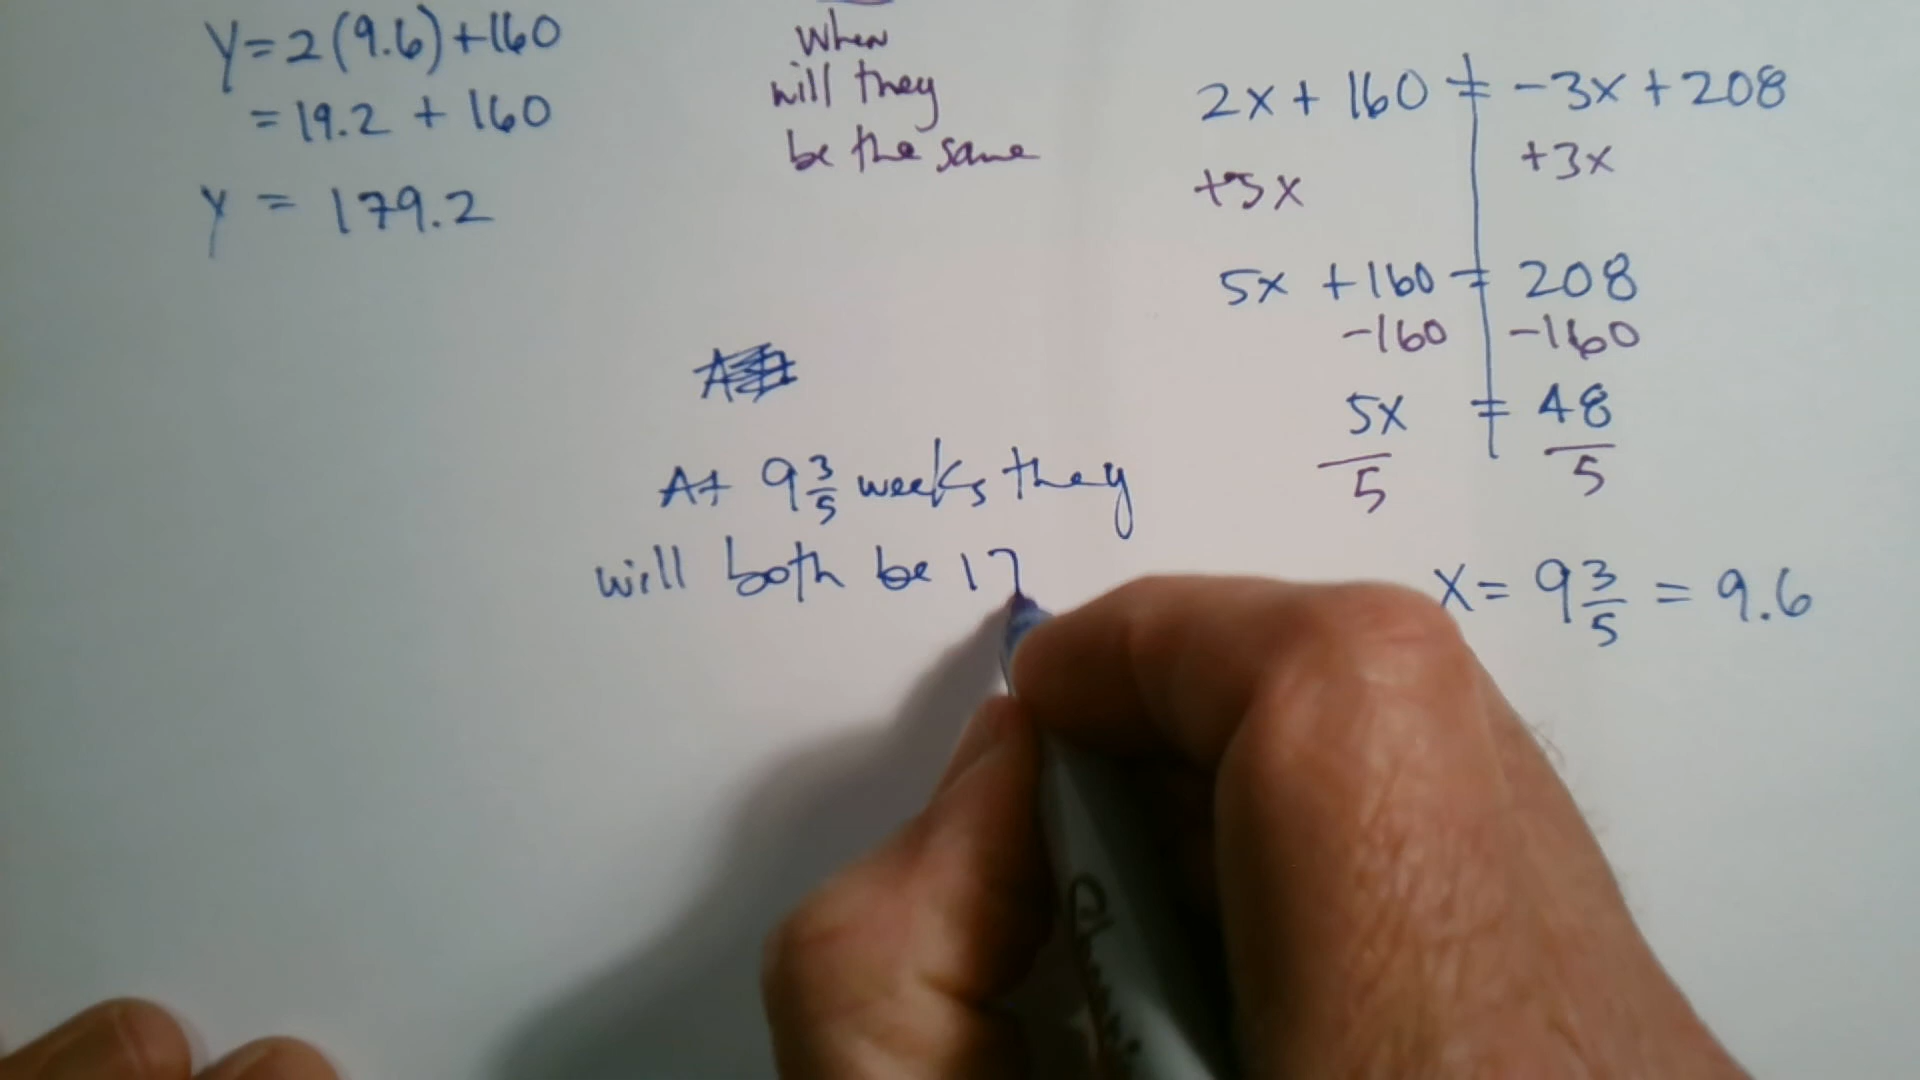 y=2(9.6)+160
=19.2 + 160
y = 179.2
When
will they
be the same
2x + 160 = -3x + 208
+3x +3x
5x +160 = 208
-160 -160
5x = 48
5 5
x = 9 3/5 = 9.6
At 9 3/5 weeks they
will both be 17